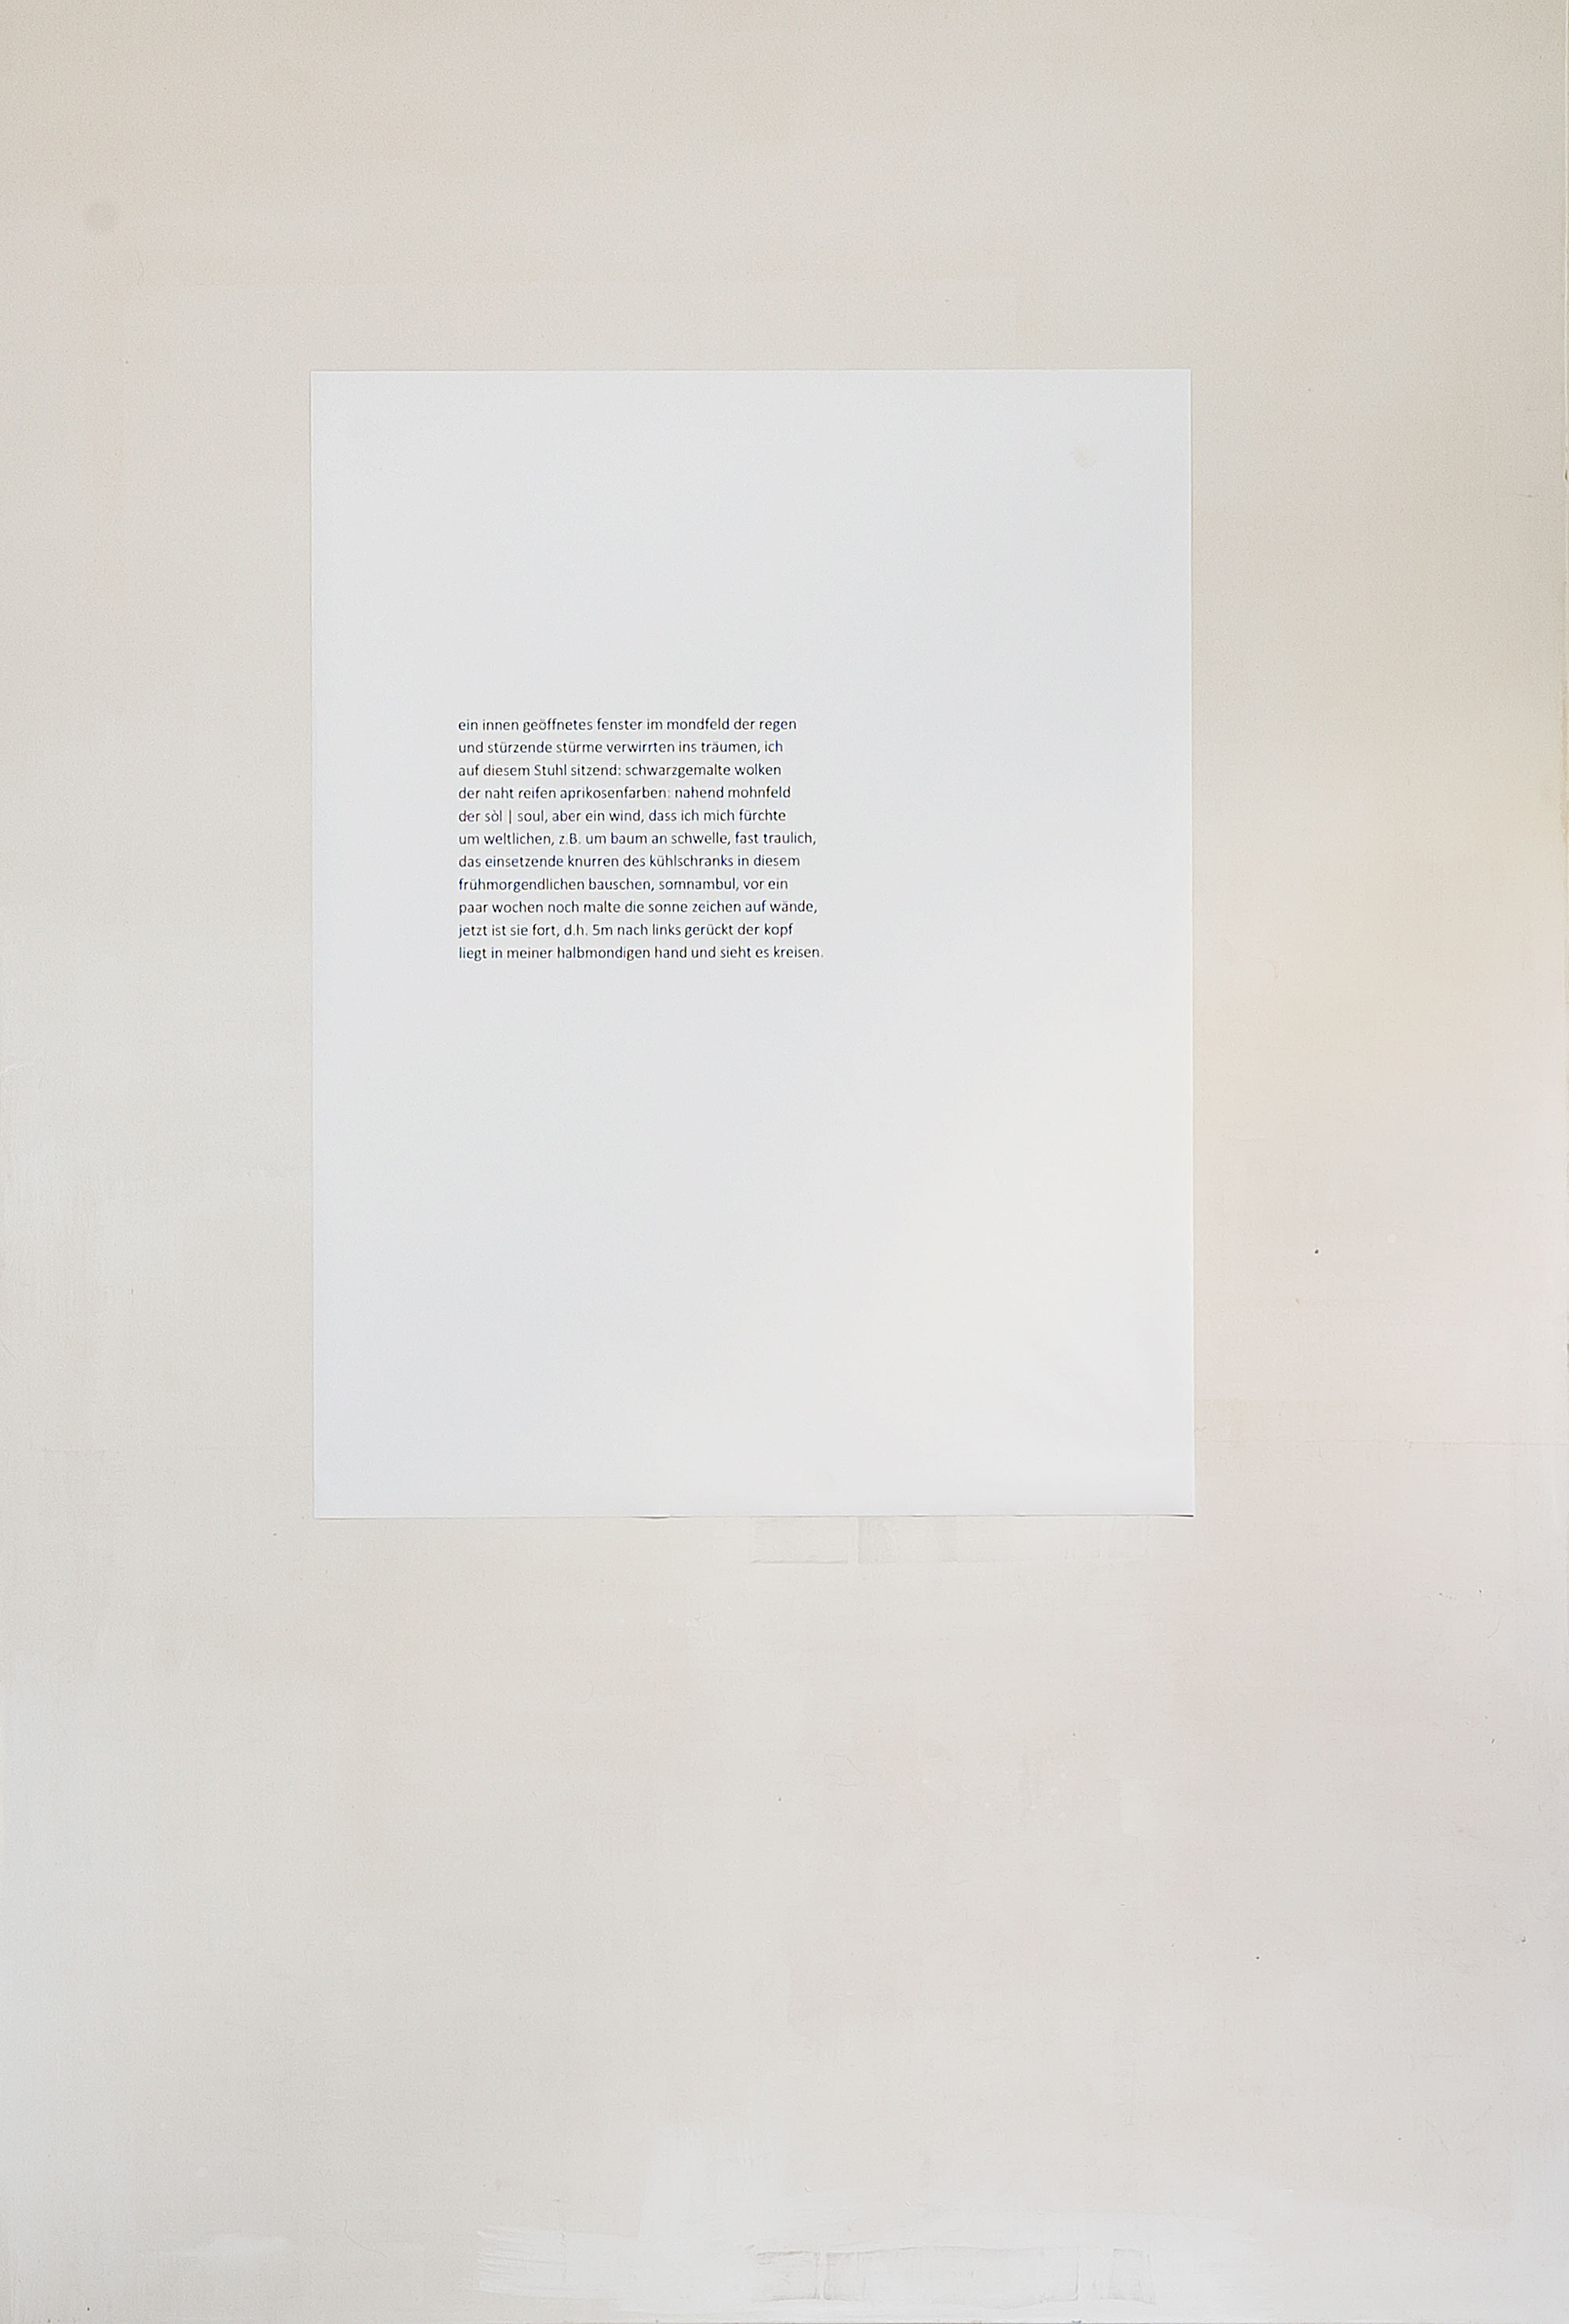 ein innen geöffnetes fenster im mondfeld der regen
und stürzende stürme verwirrten ins träumen, ich
auf diesem Stuhl sitzend: schwarzgemalte wolken
der naht reifen aprikosenfarben: nahend mohnfeld
der sòl | soul, aber ein wind, dass ich mich fürchte
um weltlichen, z.B. um baum an schwelle, fast traulich,
das einsetzende knurren des kühlschranks in diesem
frühmorgendlichen bauschen, somnambul, vor ein
paar wochen noch malte die sonne zeichen auf wände,
jetzt ist sie fort, d.h. 5m nach links gerückt der kopf
liegt in meiner halbmondigen hand und sieht es kreisen.